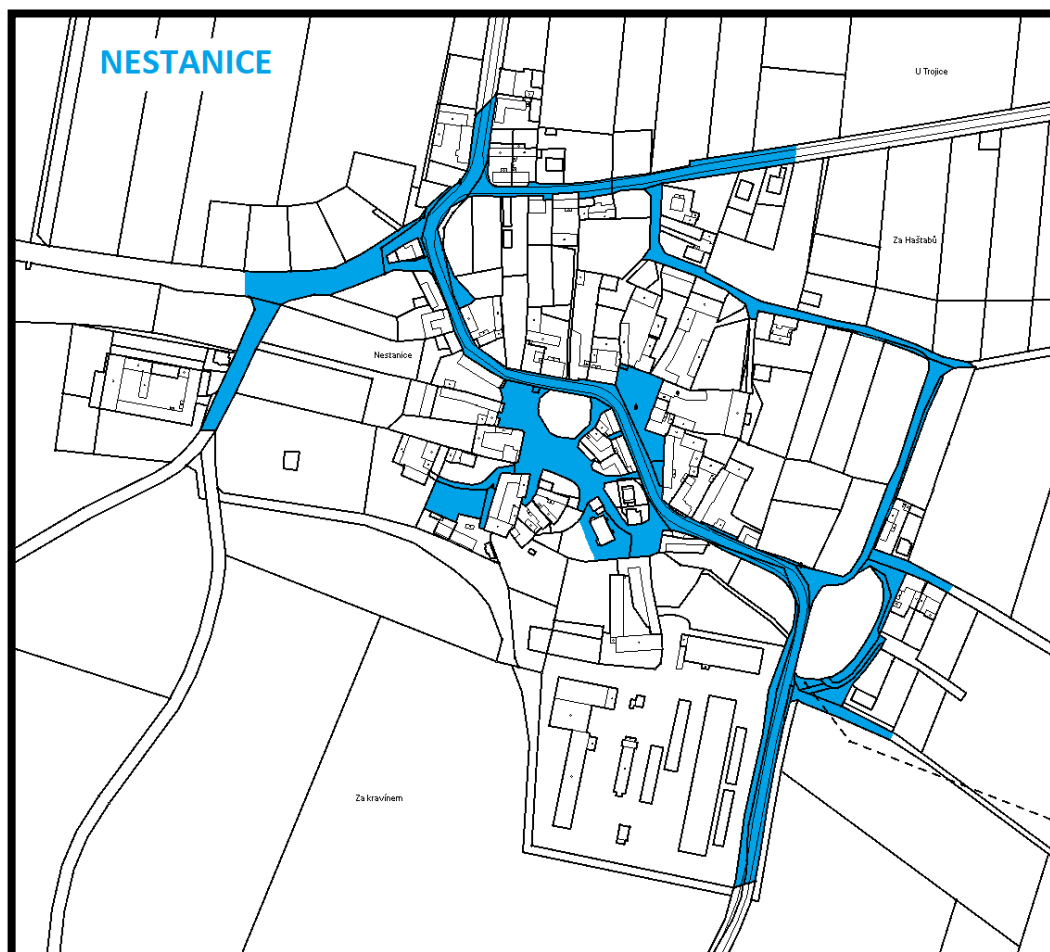 NESTANICE
U Trojice
Za Haštabů
Nestanice
Za kravínem